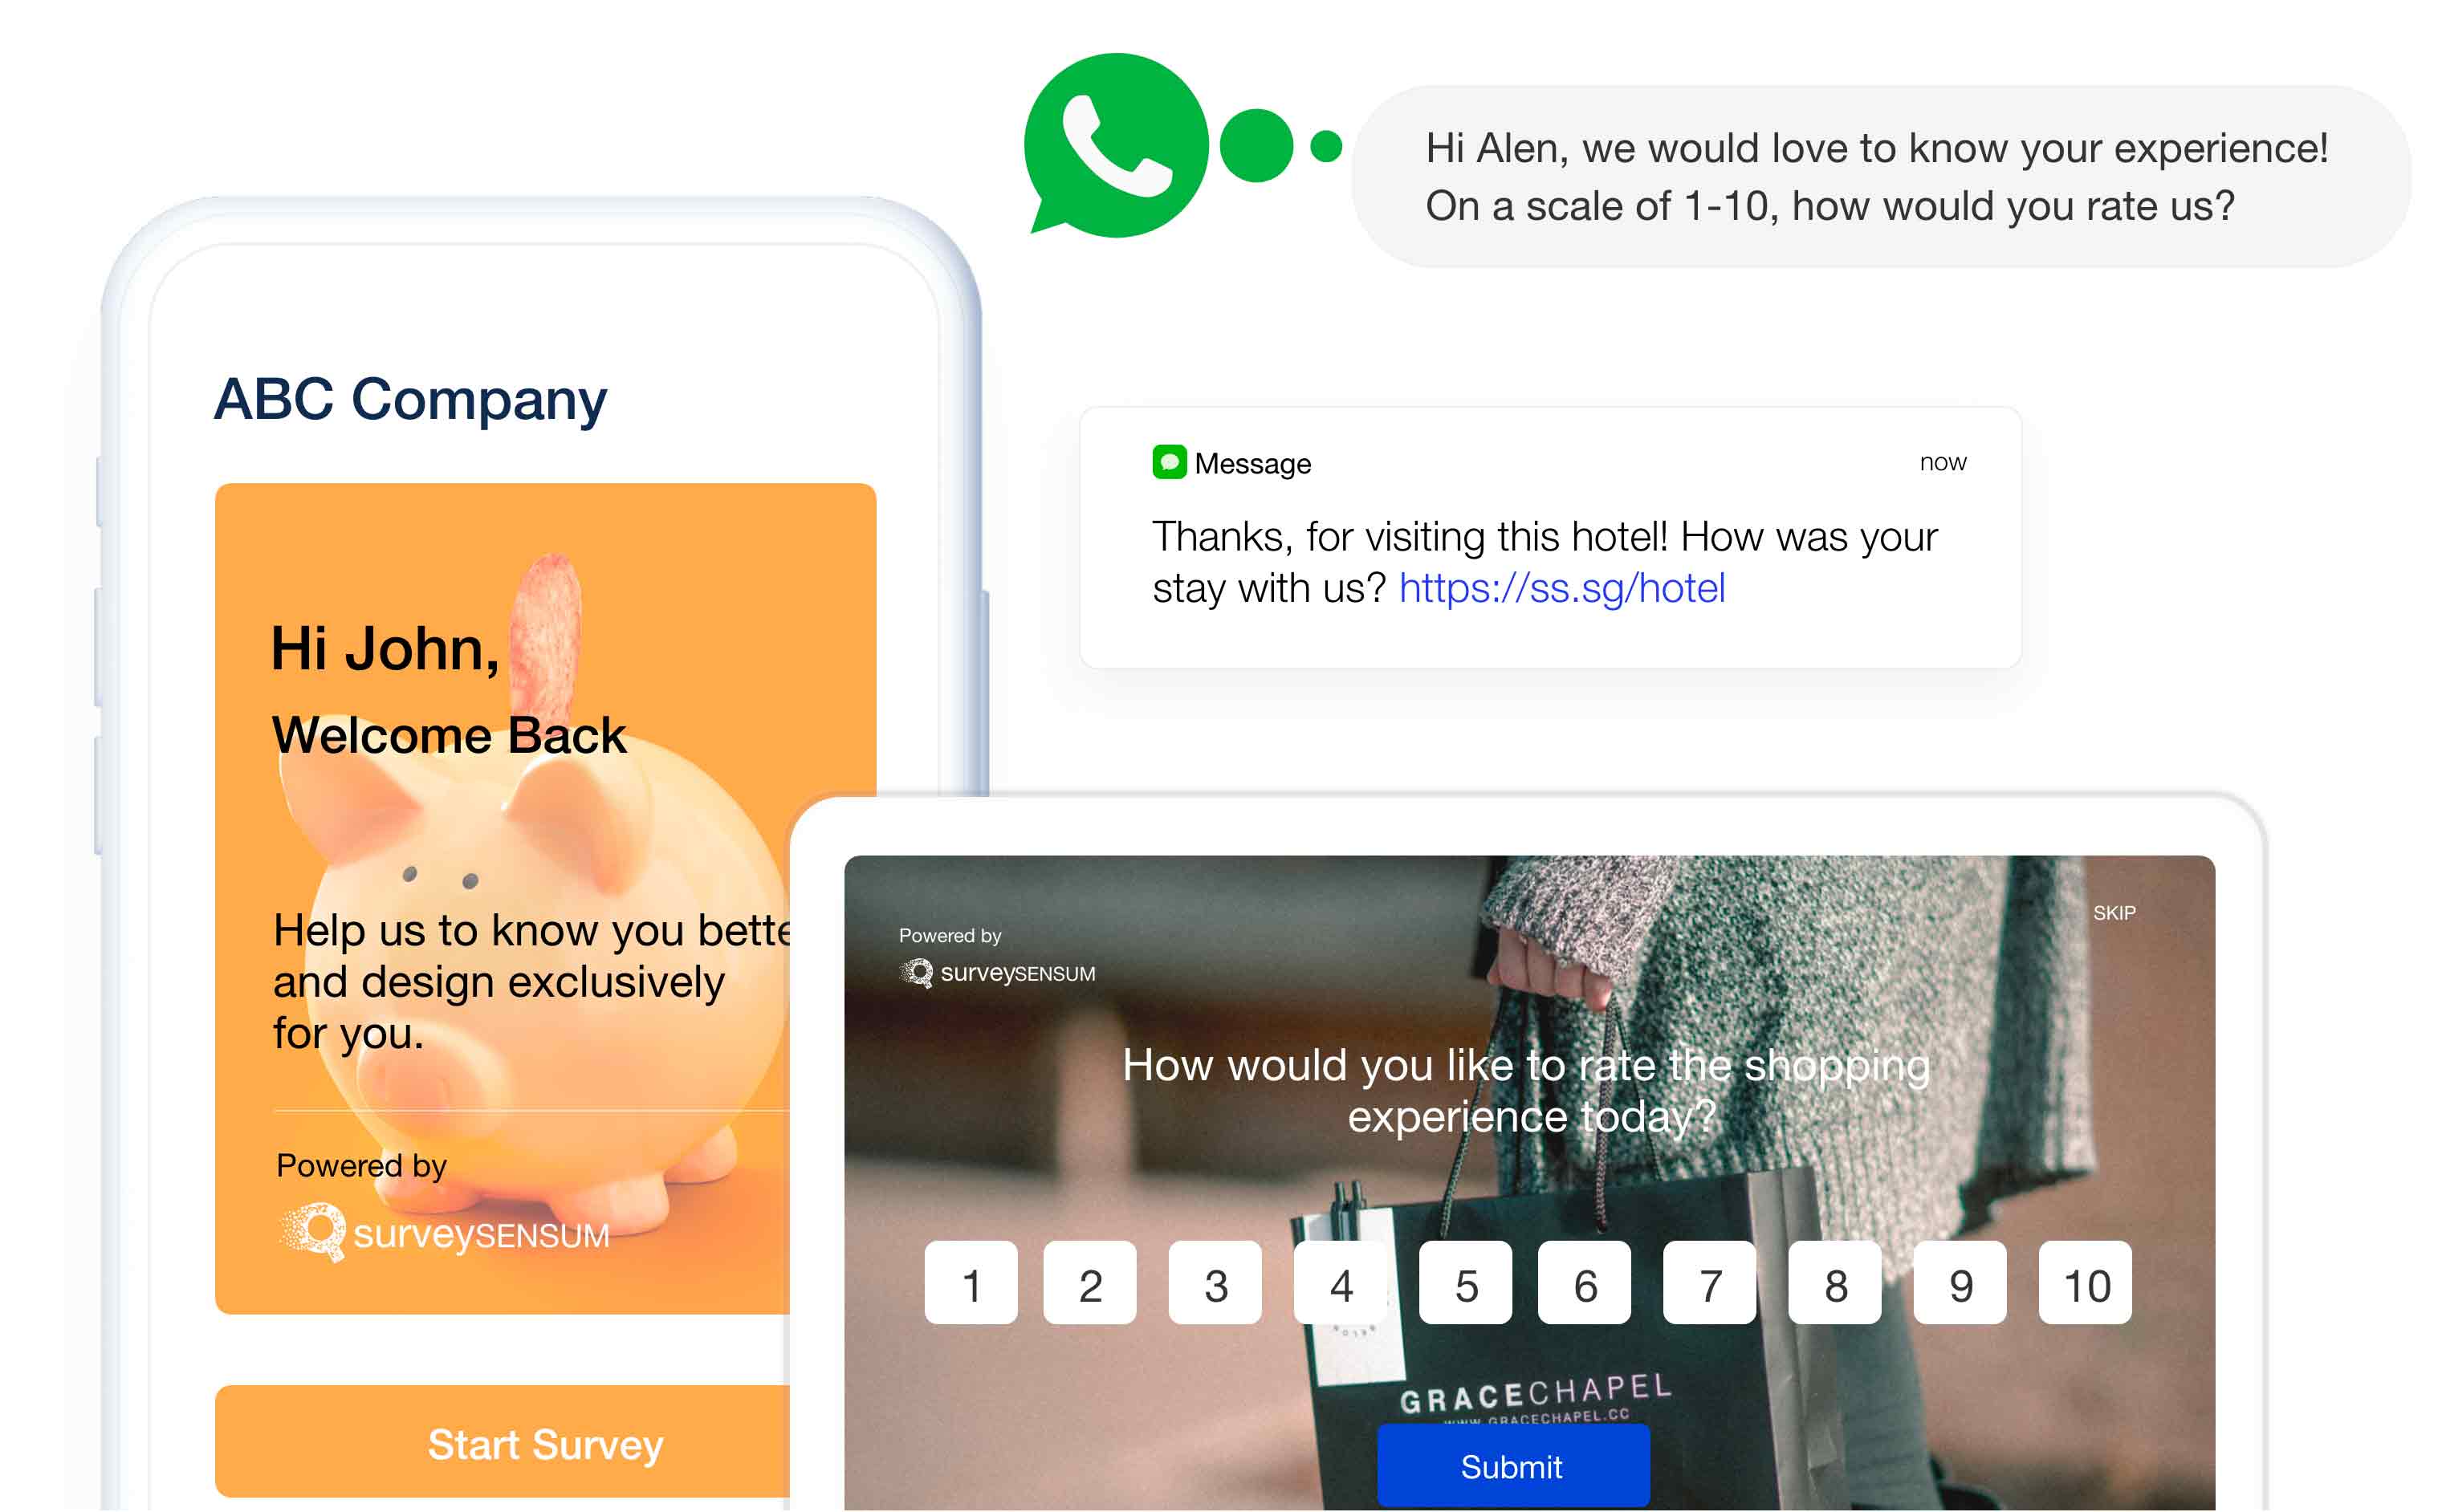 Hi Alen, we would love to know your experience!
On a scale of 1-10, how would you rate us?
ABC Company
Message
now
Thanks, for visiting this hotel! How was your
stay with us? https://ss.sg/hotel
Hi John,
Welcome Back
Help us to know you bette
and design exclusively
for you.
Powered by
surveySENSUM
Start Survey
Powered by
surveySENSUM
SKIP
How would you like to rate the shopping
experience today?
1 2 3 4 5 6 7 8 9 10
GRACECHAPEL
WWW.GRACECHAPEL.CC
Submit